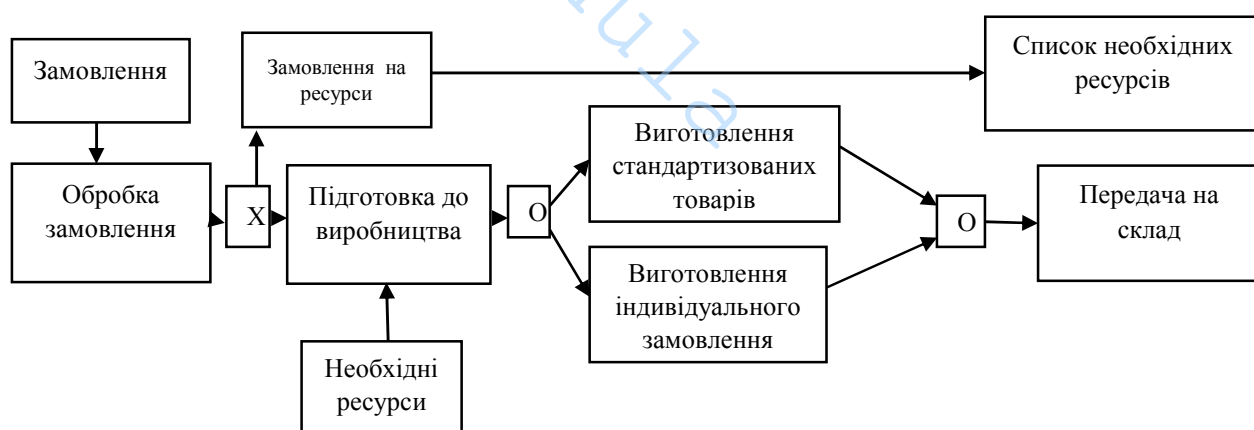 Замовлення
Замовлення на
ресурси
Список необхідних
ресурсів
Обробка
замовлення
X
Підготовка до
виробництва
O
Виготовлення
стандартизованих
товарів
Виготовлення
індивідуального
замовлення
O
Передача на
склад
Необхідні
ресурси
ula